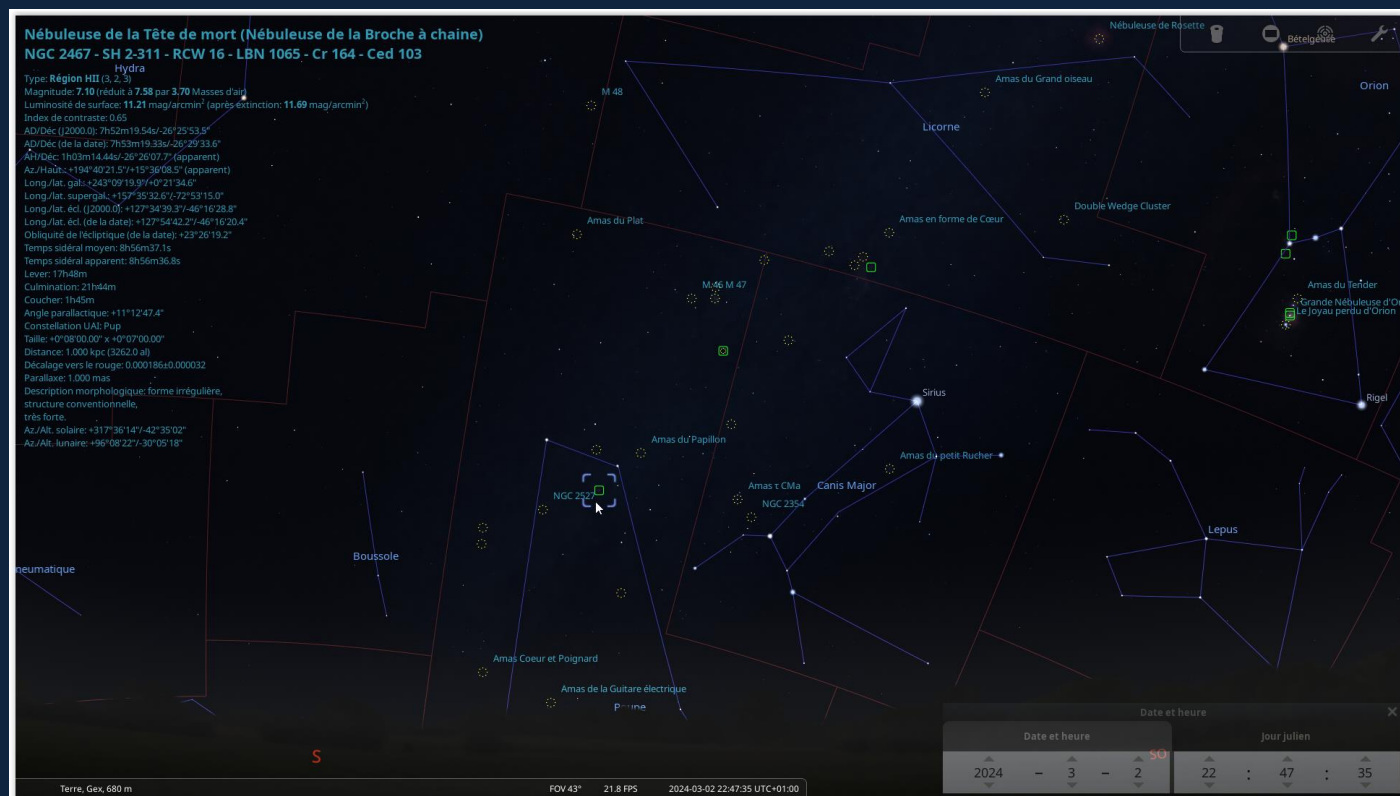 Nébuleuse de la Tête de mort (Nébuleuse de la Broche à chaine)
NGC 2467 - SH 2-311 - RCW 16 - LBN 1065 - Cr 164 - Ced 103
Hydra
Type: Région HII (3, 2, 3)
Magnitude: 7.10 (réduit à 7.58 par 3.70 Masses d'air)
Luminosité de surface: 11.21 mag/arcmin² (après extinction: 11.69 mag/arcmin²)
Index de contraste: 0.65
AD/Déc (J2000.0): 7h52m19.54s/-26°25'53.5"
AD/Déc (de la date): 7h53m19.33s/-26°29'33.6"
AH/Déc: 1h03m14.44s/-26°26'07.7" (apparent)
Az./Haut.: +194°40'21.5"/+15°36'08.5" (apparent)
Long./lat. gal.: +243°09'19.9"/+0°21'34.6"
Long./lat. supergal.: +157°35'32.6"/-72°53'15.0"
Long./lat. écl. (J2000.0): +127°34'39.3"/-46°16'28.8"
Long./lat. écl. (de la date): +127°54'42.2"/-46°16'20.4"
Obliquité de l'écliptique (de la date): +23°26'19.2"
Temps sidéral moyen: 8h56m37.1s
Temps sidéral apparent: 8h56m36.8s
Lever: 17h48m
Culmination: 21h44m
Coucher: 1h45m
Angle parallactique: +11°12'47.4"
Constellation UAI: Pup
Taille: +0°08'00.00" x +0°07'00.00"
Distance: 1.000 kpc (3262.0 al)
Décalage vers le rouge: 0.000186±0.000032
Parallaxe: 1.000 mas
Description morphologique: forme irrégulière,
structure conventionnelle,
très forte.
Az./Alt. solaire: +317°36'14"/-42°35'02"
Az./Alt. lunaire: +96°08'22"/-30°05'18"
Nébuleuse de Rosette
Bételgeuse
Amas du Grand oiseau
Orion
M 48
Licorne
Double Wedge Cluster
Amas du Plat
Amas en forme de Cœur
M 46 M 47
Amas du Tender
Grande Nébuleuse d'Or
Le Joyau perdu d'Orion
Sirius
Rigel
Amas du Papillon
Amas du petit Rucher
Amas τ CMa
Canis Major
NGC 2527
NGC 2354
Lepus
Boussole
neumatique
Amas Coeur et Poignard
Amas de la Guitare électrique
Poupe
S
SO
Date et heure
Date et heure
Jour julien
2024 - 3 - 2
22 : 47 : 35
Terre, Gex, 680 m
FOV 43°
21.8 FPS
2024-03-02 22:47:35 UTC+01:00